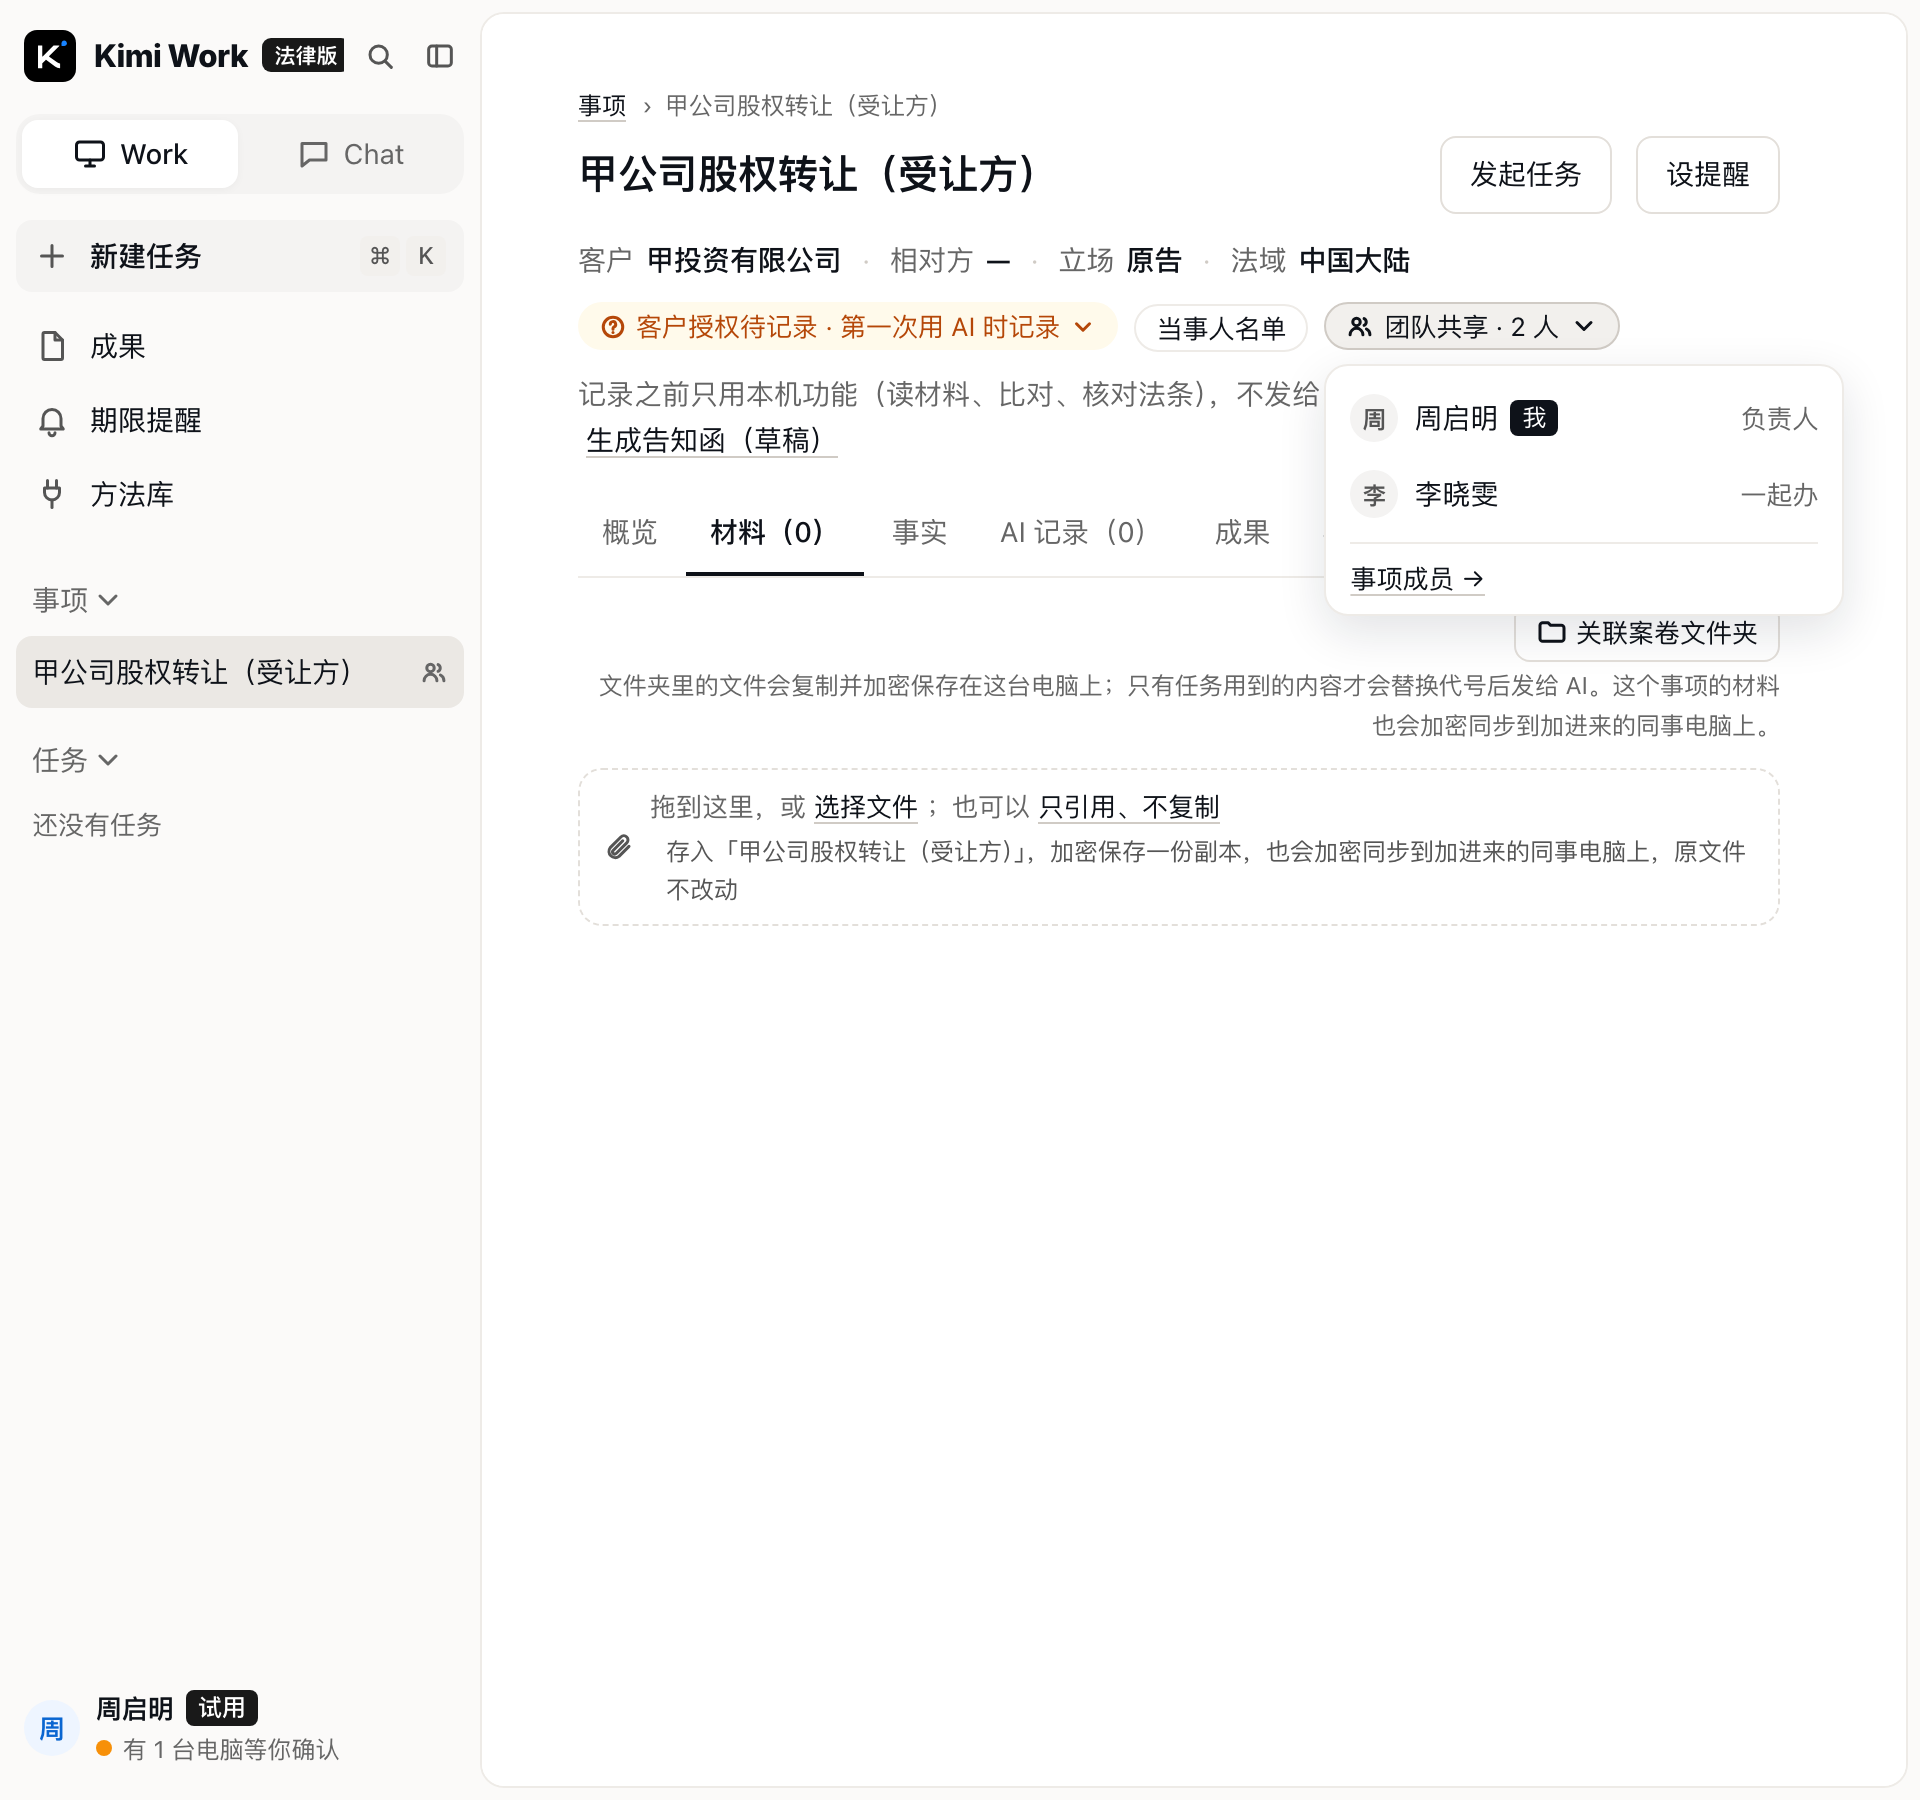 Kimi Work 法律版
Work
Chat
新建任务 ⌘ K
成果
期限提醒
方法库
事项
甲公司股权转让（受让方）
任务
还没有任务
周 周启明 试用
有 1 台电脑等你确认
事项 › 甲公司股权转让（受让方）
甲公司股权转让（受让方）
发起任务
设提醒
客户 甲投资有限公司 · 相对方 — · 立场 原告 · 法域 中国大陆
客户授权待记录 · 第一次用 AI 时记录
当事人名单
团队共享 · 2 人
记录之前只用本机功能（读材料、比对、核对法条），不发给
生成告知函（草稿）
周 周启明 我 负责人
李 李晓雯 一起办
事项成员 →
概览
材料（0）
事实
AI 记录（0）
成果
关联案卷文件夹
文件夹里的文件会复制并加密保存在这台电脑上；只有任务用到的内容才会替换代号后发给 AI。这个事项的材料
也会加密同步到加进来的同事电脑上。
拖到这里，或 选择文件 ；也可以 只引用、不复制
存入「甲公司股权转让（受让方）」，加密保存一份副本，也会加密同步到加进来的同事电脑上，原文件
不改动